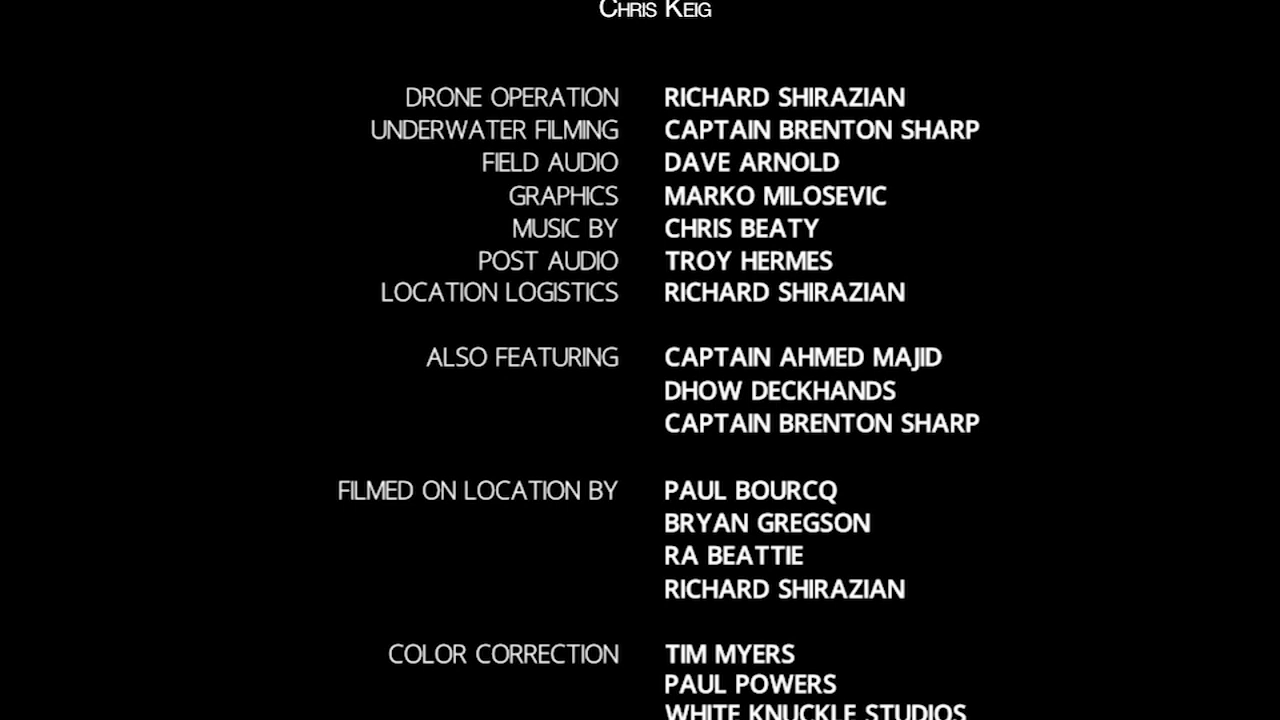 Chris Keig
DRONE OPERATION RICHARD SHIRAZIAN
UNDERWATER FILMING CAPTAIN BRENTON SHARP
FIELD AUDIO DAVE ARNOLD
GRAPHICS MARKO MILOSEVIC
MUSIC BY CHRIS BEATY
POST AUDIO TROY HERMES
LOCATION LOGISTICS RICHARD SHIRAZIAN
ALSO FEATURING CAPTAIN AHMED MAJID
DHOW DECKHANDS
CAPTAIN BRENTON SHARP
FILMED ON LOCATION BY PAUL BOURCQ
BRYAN GREGSON
RA BEATTIE
RICHARD SHIRAZIAN
COLOR CORRECTION TIM MYERS
PAUL POWERS
WHITE KNUCKLE STUDIOS